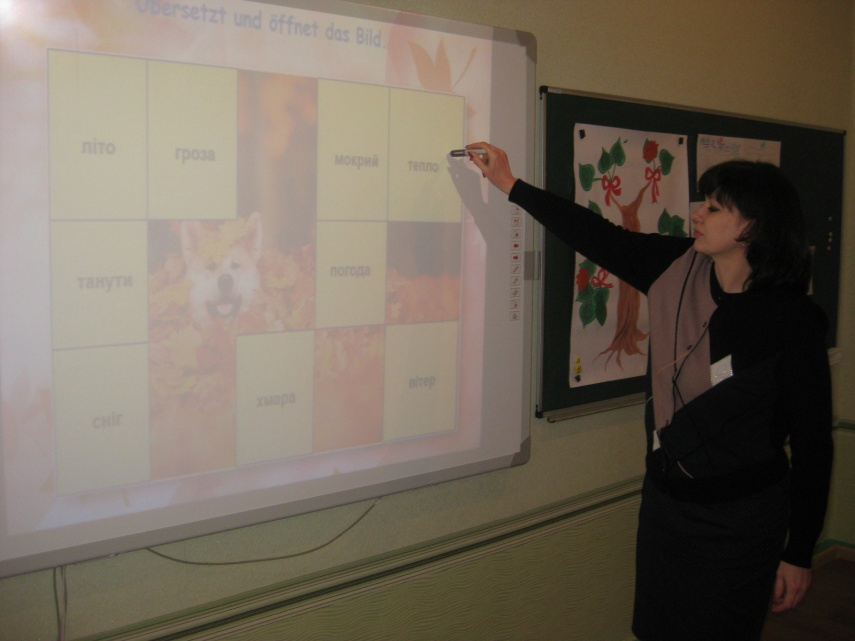 Übersetzt und öffnet das Bild.
літо гроза мокрий тепло
танути погода
сніг хмара вітер